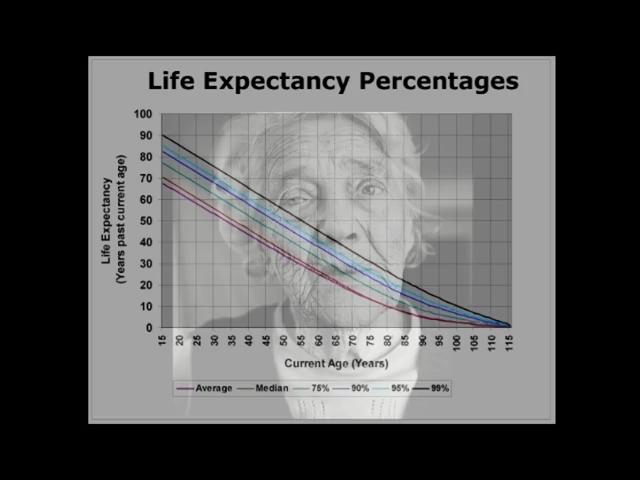 Life Expectancy Percentages
Life Expectancy
(Years past current age)
100
90
80
70
60
50
40
30
20
10
0
15 20 25 30 35 40 45 50 55 60 65 70 75 80 85 90 95 100 105 110 115
Current Age (Years)
Average Median 75% 90% 95% 99%